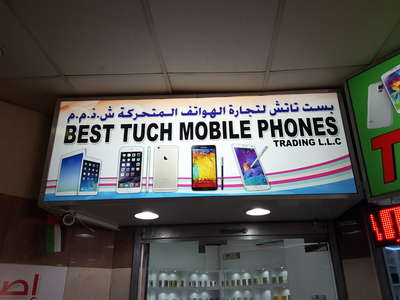 بست تاتش لتجارة الهواتف المتحركة ش.ذ.م.م
BEST TUCH MOBILE PHONES
TRADING L.L.C